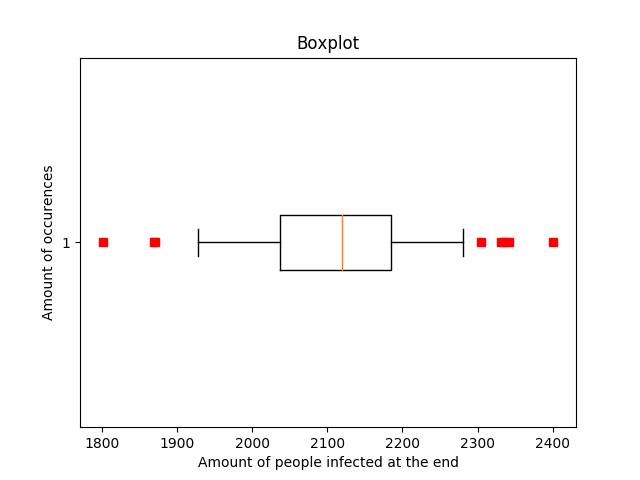 Boxplot
Amount of occurences
1
1800 1900 2000 2100 2200 2300 2400
Amount of people infected at the end